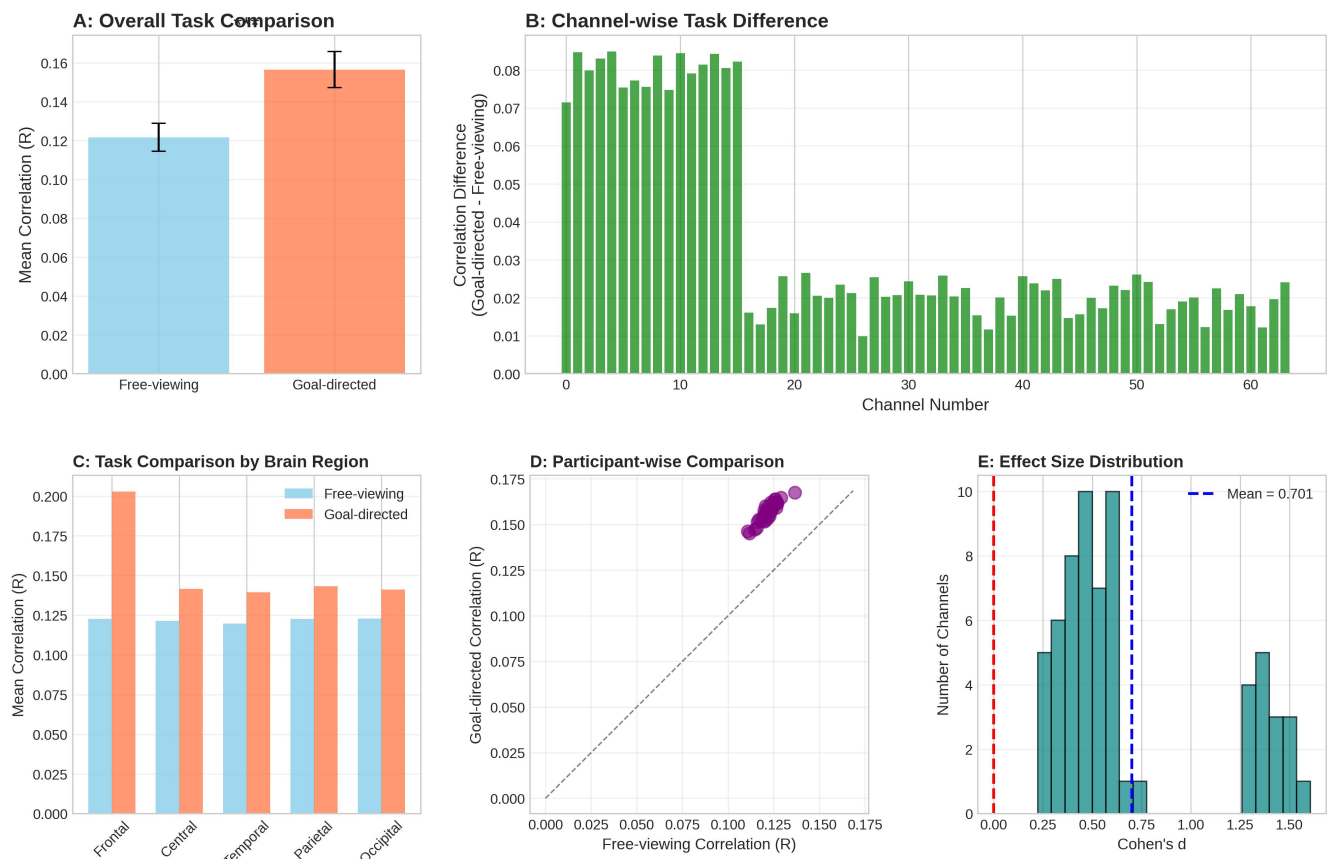 A: Overall Task Comparison
Mean Correlation (R)
0.16
0.14
0.12
0.10
0.08
0.06
0.04
0.02
0.00
Free-viewing
Goal-directed
B: Channel-wise Task Difference
Correlation Difference
(Goal-directed - Free-viewing)
0.08
0.07
0.06
0.05
0.04
0.03
0.02
0.01
0.00
0 10 20 30 40 50 60
Channel Number
C: Task Comparison by Brain Region
Mean Correlation (R)
0.200
0.175
0.150
0.125
0.100
0.075
0.050
0.025
0.000
Free-viewing
Goal-directed
Frontal
Central
Temporal
Parietal
Occipital
D: Participant-wise Comparison
Goal-directed Correlation (R)
0.175
0.150
0.125
0.100
0.075
0.050
0.025
0.000
0.000 0.025 0.050 0.075 0.100 0.125 0.150 0.175
Free-viewing Correlation (R)
E: Effect Size Distribution
Number of Channels
10
8
6
4
2
0
Mean = 0.701
0.00 0.25 0.50 0.75 1.00 1.25 1.50
Cohen's d